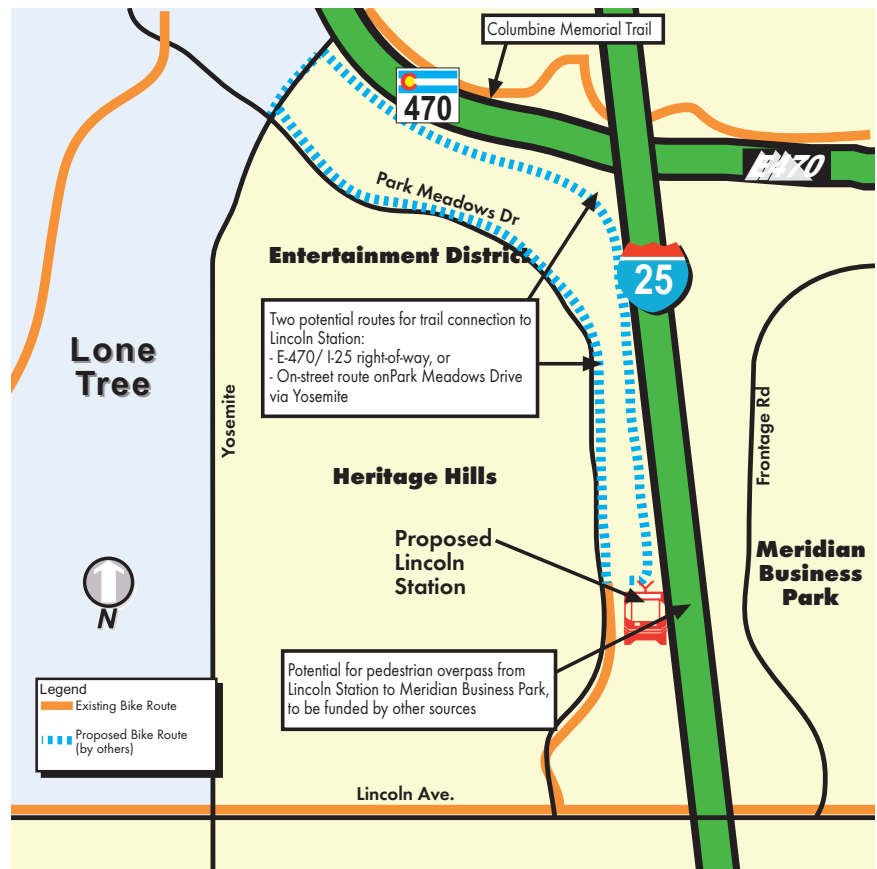 Columbine Memorial Trail
470
E470
Park Meadows Dr
Entertainment District
25
Two potential routes for trail connection to
Lincoln Station:
- E-470/ I-25 right-of-way, or
- On-street route onPark Meadows Drive
via Yosemite
Lone
Tree
Yosemite
Frontage Rd
Heritage Hills
Proposed
Lincoln
Station
Meridian
Business
Park
N
Potential for pedestrian overpass from
Lincoln Station to Meridian Business Park,
to be funded by other sources
Legend
Existing Bike Route
Proposed Bike Route
(by others)
Lincoln Ave.